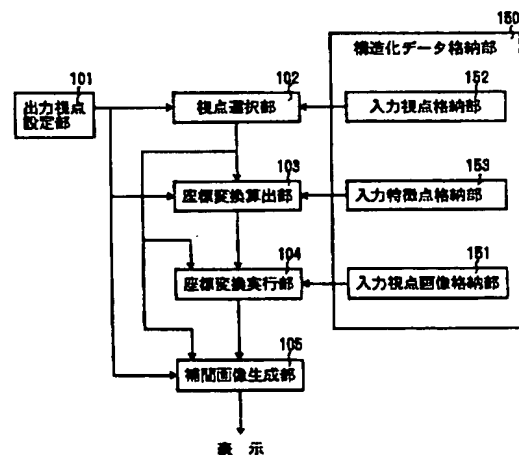 150
構造化データ格納部
101
出力視点
設定部
102
視点選択部
152
入力視点格納部
103
座標変換算出部
153
入力特徴点格納部
104
座標変換実行部
151
入力視点画像格納部
105
補間画像生成部
表 示